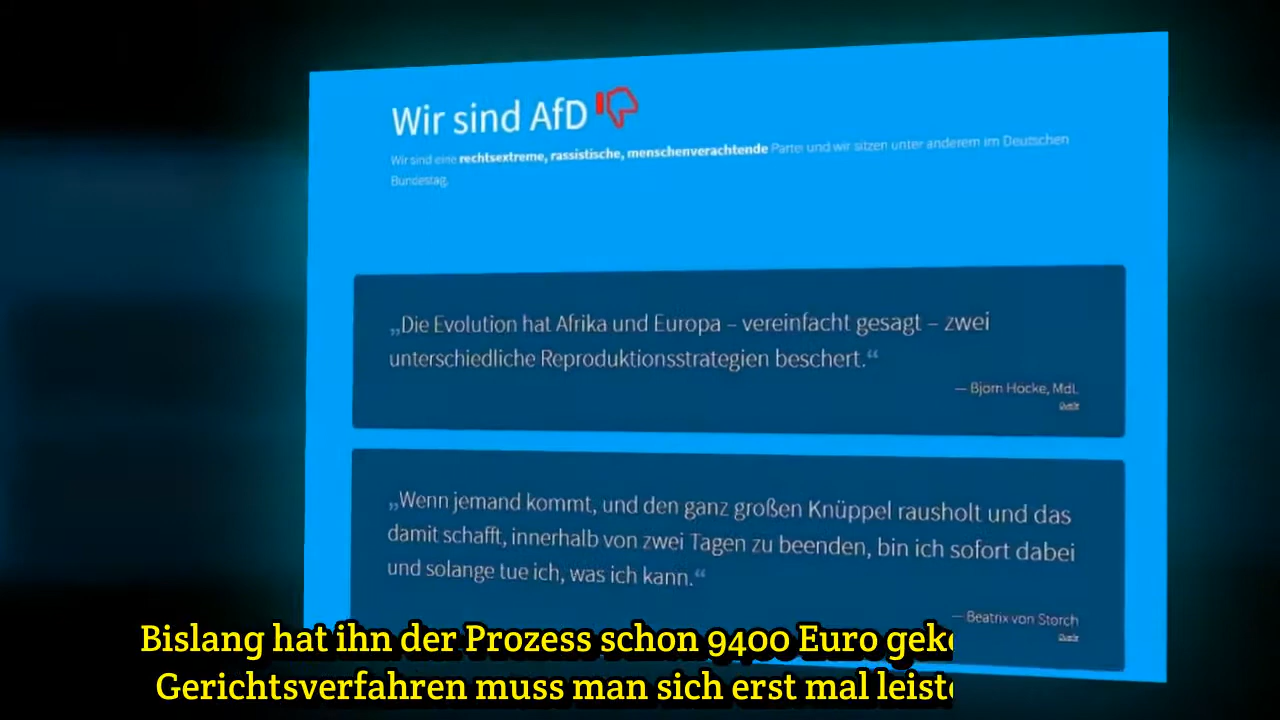 Wir sind AfD
Wir sind eine rechtsextreme, rassistische, menschenverachtende Partei und wir sitzen unter anderem im Deutschen
Bundestag.
„Die Evolution hat Afrika und Europa – vereinfacht gesagt – zwei
unterschiedliche Reproduktionsstrategien beschert.“
— Björn Höcke, MdL
Quelle
„Wenn jemand kommt, und den ganz großen Knüppel rausholt und das
damit schafft, innerhalb von zwei Tagen zu beenden, bin ich sofort dabei
und solange tue ich, was ich kann.“
— Beatrix von Storch
Quelle
Bislang hat ihn der Prozess schon 9400 Euro
Gerichtsverfahren muss man sich erst mal